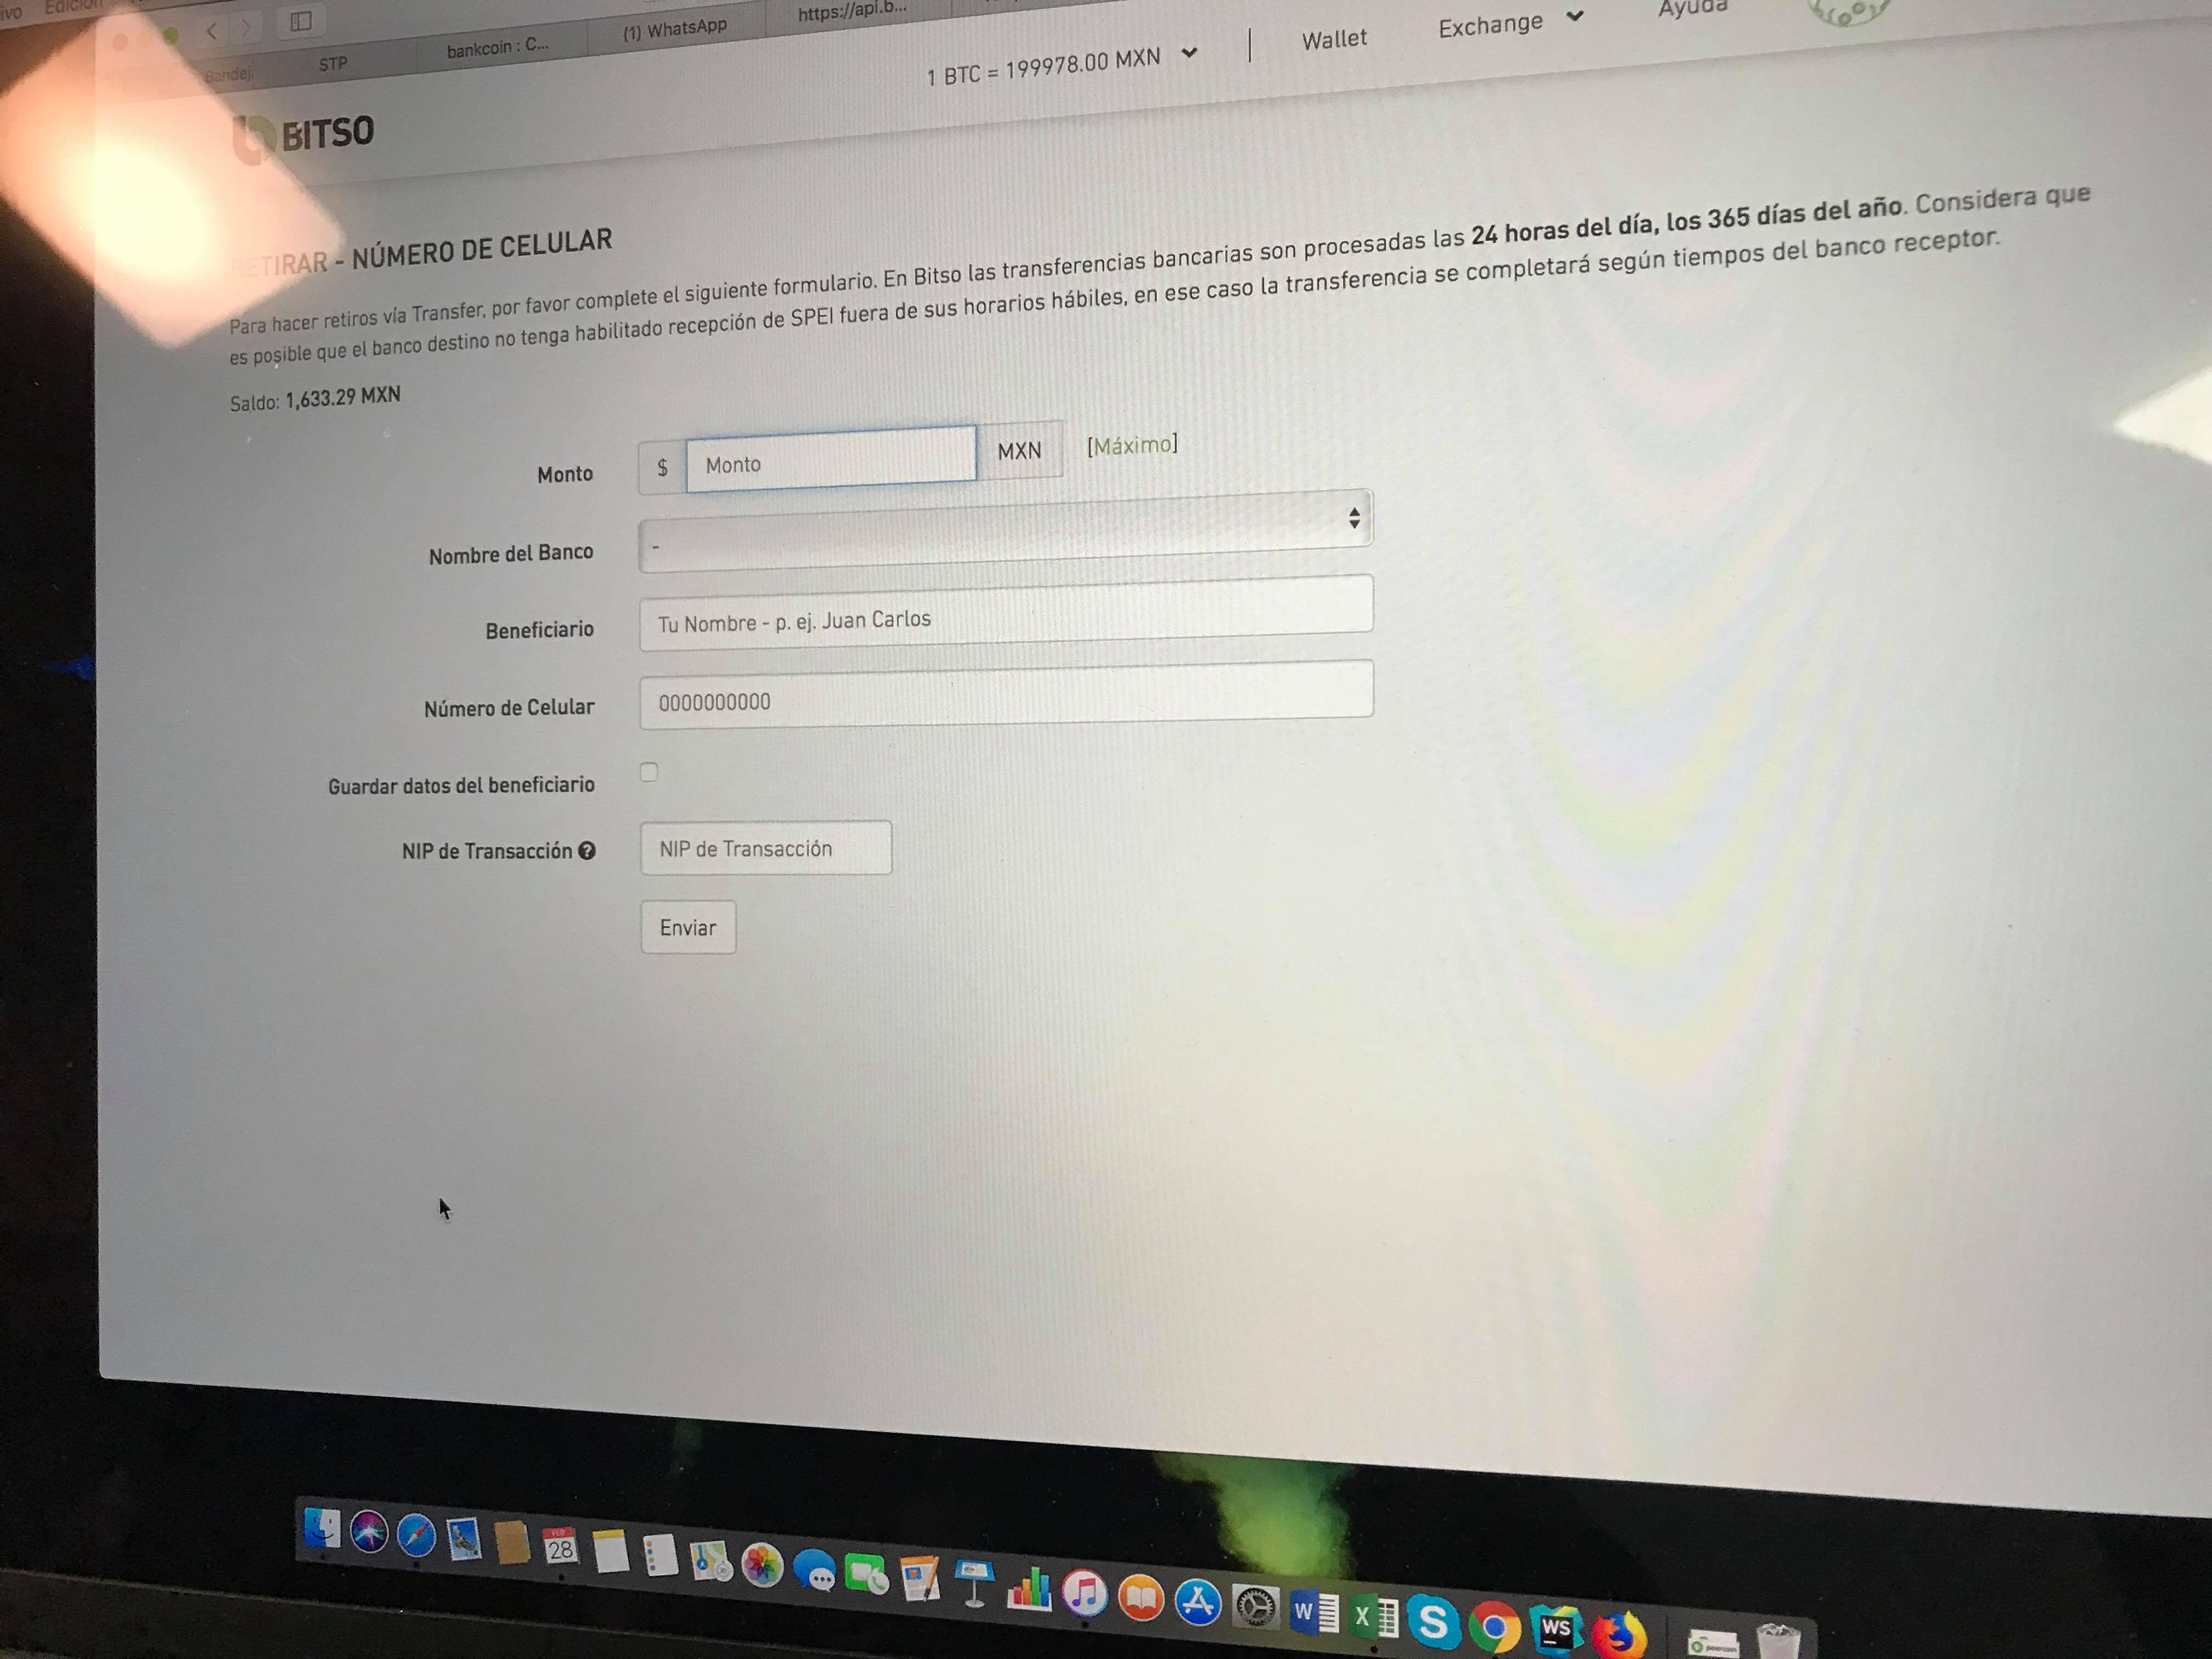 ivo Edición
Bandej
STP
bankcoin : C...
(1) WhatsApp
https://api.b...
1 BTC = 199978.00 MXN
Wallet
Exchange
Ayuda
BITSO
RETIRAR - NÚMERO DE CELULAR
Para hacer retiros vía Transfer, por favor complete el siguiente formulario. En Bitso las transferencias bancarias son procesadas las 24 horas del día, los 365 días del año. Considera que
es posible que el banco destino no tenga habilitado recepción de SPEI fuera de sus horarios hábiles, en ese caso la transferencia se completará según tiempos del banco receptor.
Saldo: 1,633.29 MXN
Monto $ Monto MXN [Máximo]
Nombre del Banco -
Beneficiario Tu Nombre - p. ej. Juan Carlos
Número de Celular 0000000000
Guardar datos del beneficiario
NIP de Transacción ? NIP de Transacción
Enviar
FEB
28
W
X
S
WS
peercoin